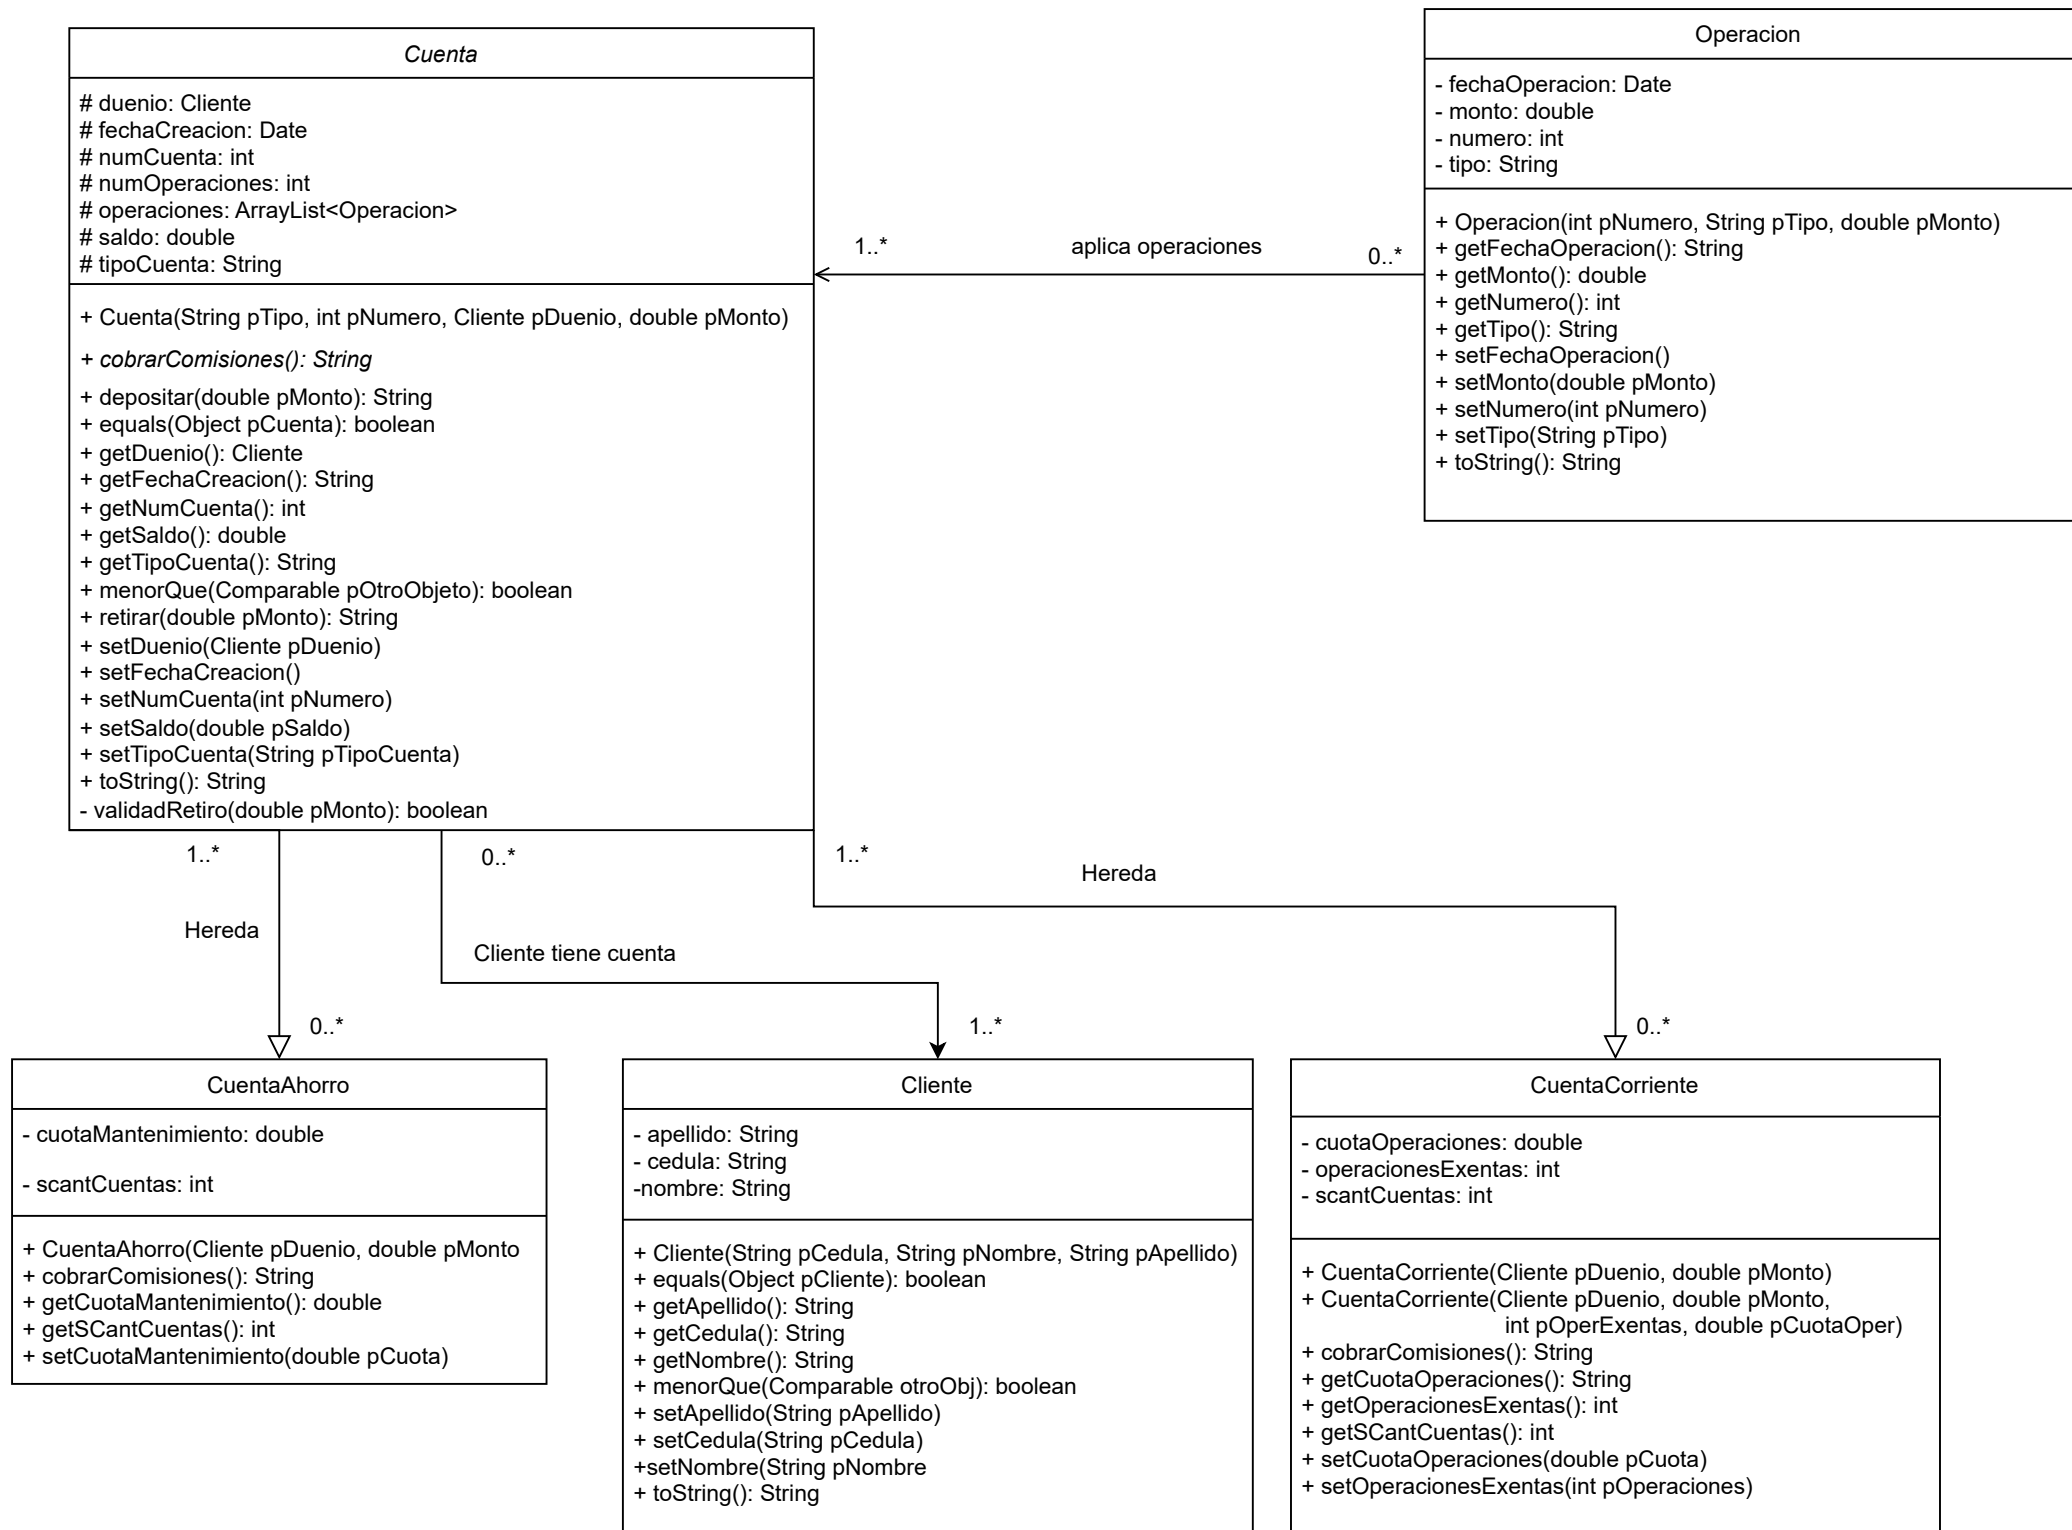 Cuenta
# duenio: Cliente
# fechaCreacion: Date
# numCuenta: int
# numOperaciones: int
# operaciones: ArrayList<Operacion>
# saldo: double
# tipoCuenta: String
+ Cuenta(String pTipo, int pNumero, Cliente pDuenio, double pMonto)
+ cobrarComisiones(): String
+ depositar(double pMonto): String
+ equals(Object pCuenta): boolean
+ getDuenio(): Cliente
+ getFechaCreacion(): String
+ getNumCuenta(): int
+ getSaldo(): double
+ getTipoCuenta(): String
+ menorQue(Comparable pOtroObjeto): boolean
+ retirar(double pMonto): String
+ setDuenio(Cliente pDuenio)
+ setFechaCreacion()
+ setNumCuenta(int pNumero)
+ setSaldo(double pSaldo)
+ setTipoCuenta(String pTipoCuenta)
+ toString(): String
- validadRetiro(double pMonto): boolean
1..*
aplica operaciones
0..*
Operacion
- fechaOperacion: Date
- monto: double
- numero: int
- tipo: String
+ Operacion(int pNumero, String pTipo, double pMonto)
+ getFechaOperacion(): String
+ getMonto(): double
+ getNumero(): int
+ getTipo(): String
+ setFechaOperacion()
+ setMonto(double pMonto)
+ setNumero(int pNumero)
+ setTipo(String pTipo)
+ toString(): String
1..*
Hereda
0..*
0..*
Cliente tiene cuenta
1..*
1..*
Hereda
0..*
CuentaAhorro
- cuotaMantenimiento: double
- scantCuentas: int
+ CuentaAhorro(Cliente pDuenio, double pMonto
+ cobrarComisiones(): String
+ getCuotaMantenimiento(): double
+ getSCantCuentas(): int
+ setCuotaMantenimiento(double pCuota)
Cliente
- apellido: String
- cedula: String
-nombre: String
+ Cliente(String pCedula, String pNombre, String pApellido)
+ equals(Object pCliente): boolean
+ getApellido(): String
+ getCedula(): String
+ getNombre(): String
+ menorQue(Comparable otroObj): boolean
+ setApellido(String pApellido)
+ setCedula(String pCedula)
+setNombre(String pNombre
+ toString(): String
CuentaCorriente
- cuotaOperaciones: double
- operacionesExentas: int
- scantCuentas: int
+ CuentaCorriente(Cliente pDuenio, double pMonto)
+ CuentaCorriente(Cliente pDuenio, double pMonto,
int pOperExentas, double pCuotaOper)
+ cobrarComisiones(): String
+ getCuotaOperaciones(): String
+ getOperacionesExentas(): int
+ getSCantCuentas(): int
+ setCuotaOperaciones(double pCuota)
+ setOperacionesExentas(int pOperaciones)